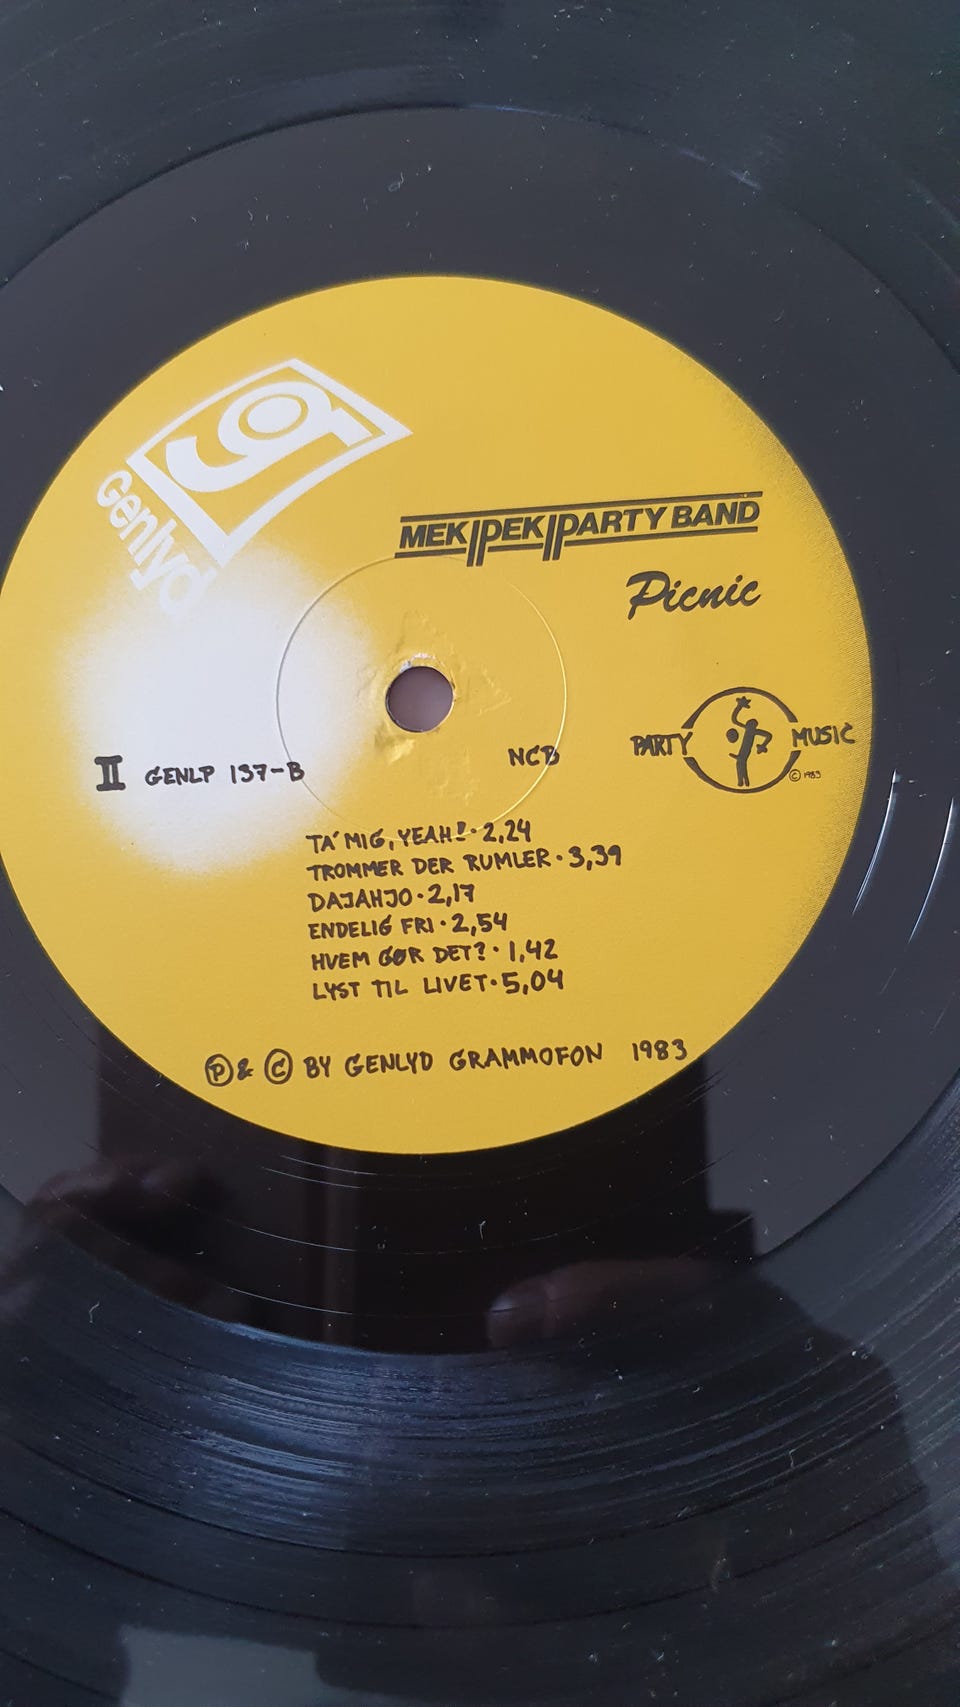 g
Genlyd
MEK PEK PARTY BAND
Picnic
PARTY MUSIC
© 1983
II GENLP 137-B
NCB
TA' MIG, YEAH! · 2,24
TROMMER DER RUMLER · 3,39
DAJAHJO · 2,17
ENDELIG FRI · 2,54
HVEM GØR DET? · 1,42
LYST TIL LIVET · 5,04
Ⓟ & © BY GENLYD GRAMMOFON 1983